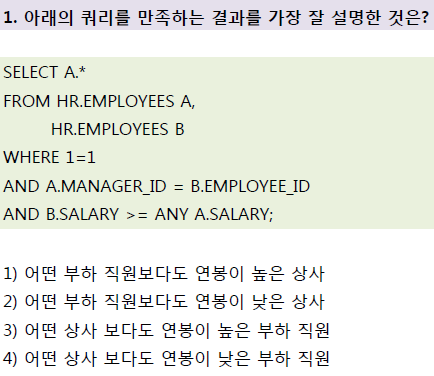 1. 아래의 쿼리를 만족하는 결과를 가장 잘 설명한 것은?
SELECT A.*
FROM HR.EMPLOYEES A,
HR.EMPLOYEES B
WHERE 1=1
AND A.MANAGER_ID = B.EMPLOYEE_ID
AND B.SALARY >= ANY A.SALARY;
1) 어떤 부하 직원보다도 연봉이 높은 상사
2) 어떤 부하 직원보다도 연봉이 낮은 상사
3) 어떤 상사 보다도 연봉이 높은 부하 직원
4) 어떤 상사 보다도 연봉이 낮은 부하 직원